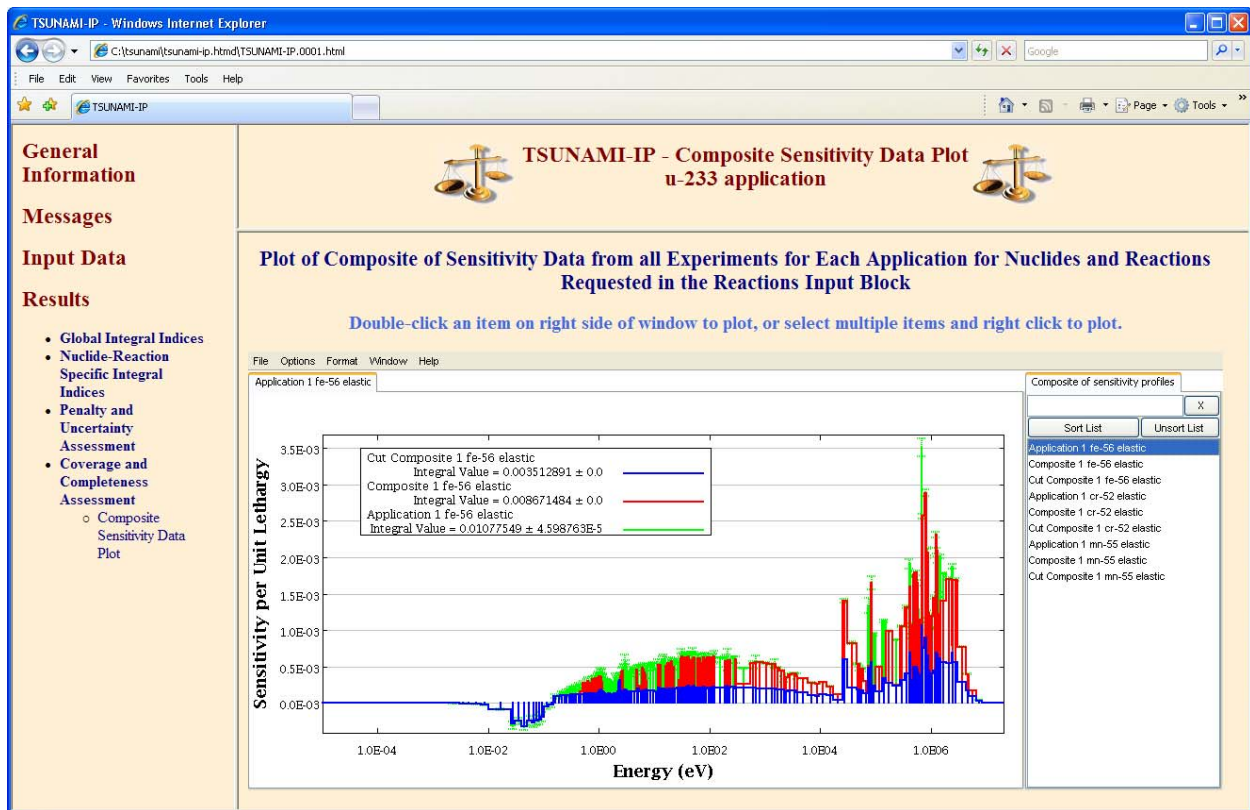 TSUNAMI-IP - Windows Internet Explorer
C:\tsunami\tsunami-ip.htmd\TSUNAMI-IP.0001.html
Google
File Edit View Favorites Tools Help
TSUNAMI-IP
Page Tools »
General
Information
Messages
Input Data
Results
• Global Integral Indices
• Nuclide-Reaction
Specific Integral
Indices
• Penalty and
Uncertainty
Assessment
• Coverage and
Completeness
Assessment
○ Composite
Sensitivity Data
Plot
TSUNAMI-IP - Composite Sensitivity Data Plot
u-233 application
Plot of Composite of Sensitivity Data from all Experiments for Each Application for Nuclides and Reactions
Requested in the Reactions Input Block
Double-click an item on right side of window to plot, or select multiple items and right click to plot.
File Options Format Window Help
Application 1 fe-56 elastic
Sensitivity per Unit Lethargy
3.5E-03
3.0E-03
2.5E-03
2.0E-03
1.5E-03
1.0E-03
0.5E-03
0.0E-03
Cut Composite 1 fe-56 elastic
Integral Value = 0.003512891 ± 0.0
Composite 1 fe-56 elastic
Integral Value = 0.008671484 ± 0.0
Application 1 fe-56 elastic
Integral Value = 0.01077549 ± 4.598763E-5
1.0E-04 1.0E-02 1.0E00 1.0E02 1.0E04 1.0E06
Energy (eV)
Composite of sensitivity profiles
X
Sort List Unsort List
Application 1 fe-56 elastic
Composite 1 fe-56 elastic
Cut Composite 1 fe-56 elastic
Application 1 cr-52 elastic
Composite 1 cr-52 elastic
Cut Composite 1 cr-52 elastic
Application 1 mn-55 elastic
Composite 1 mn-55 elastic
Cut Composite 1 mn-55 elastic